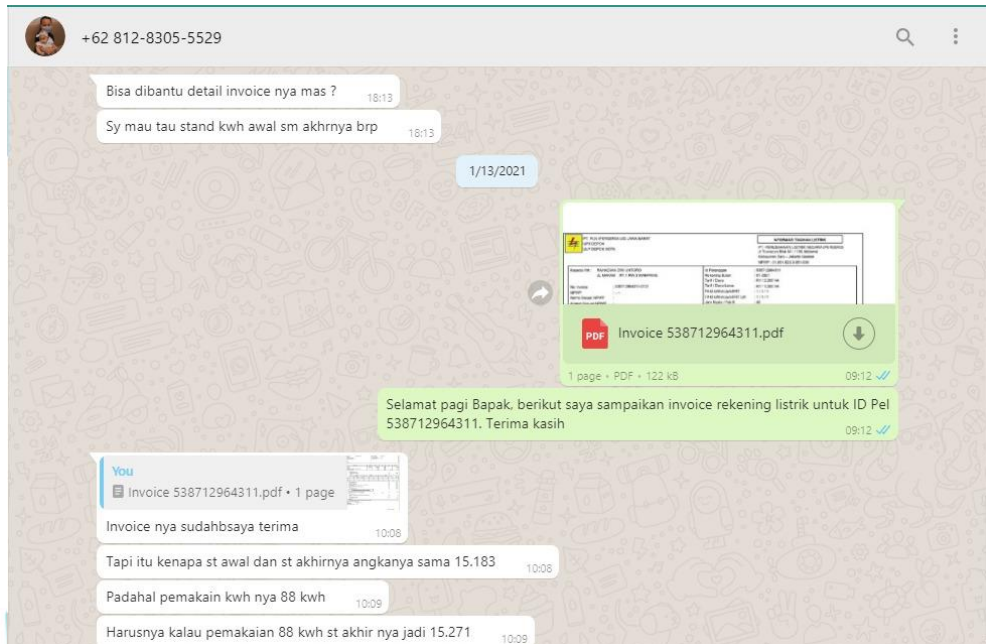 +62 812-8305-5529
Bisa dibantu detail invoice nya mas ?
18:13
Sy mau tau stand kwh awal sm akhrnya brp
18:13
1/13/2021
PDF
Invoice 538712964311.pdf
1 page • PDF • 122 kB
09:12
Selamat pagi Bapak, berikut saya sampaikan invoice rekening listrik untuk ID Pel
538712964311. Terima kasih
09:12
You
Invoice 538712964311.pdf • 1 page
Invoice nya sudahbsaya terima
10:08
Tapi itu kenapa st awal dan st akhirnya angkanya sama 15.183
10:08
Padahal pemakain kwh nya 88 kwh
10:09
Harusnya kalau pemakaian 88 kwh st akhir nya jadi 15.271
10:09